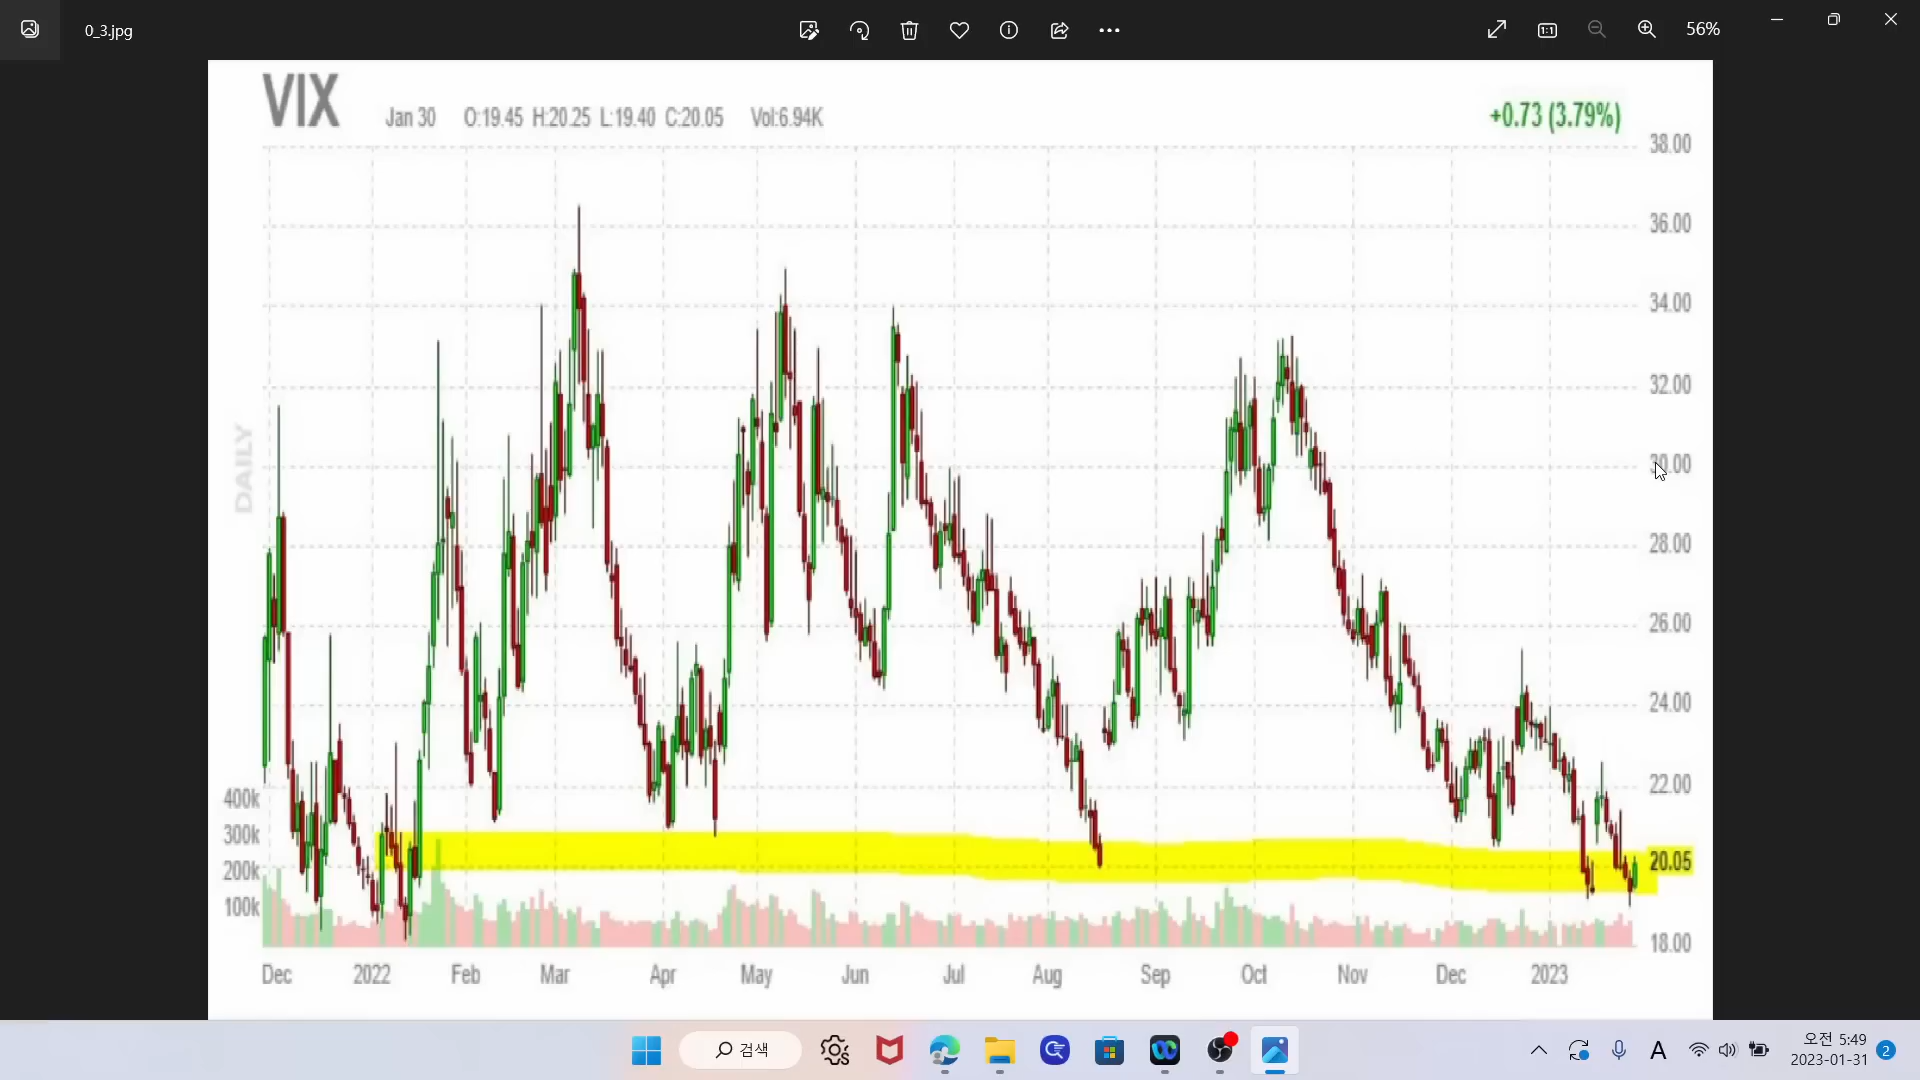 0_3.jpg
56%
VIX
Jan 30 O:19.45 H:20.25 L:19.40 C:20.05 Vol:6.94K
+0.73 (3.79%)
38.00
36.00
34.00
32.00
30.00
28.00
26.00
24.00
22.00
20.05
18.00
DAILY
400k
300k
200k
100k
Dec 2022 Feb Mar Apr May Jun Jul Aug Sep Oct Nov Dec 2023
검색
A
오전 5:49
2023-01-31
2